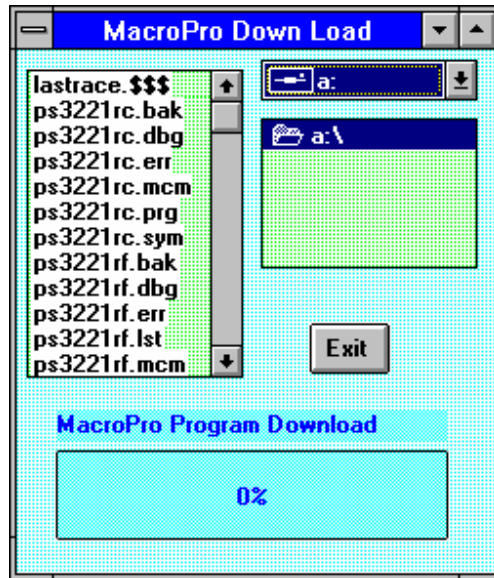 MacroPro Down Load
lastrace.$$$
ps3221rc.bak
ps3221rc.dbg
ps3221rc.err
ps3221rc.mcm
ps3221rc.prg
ps3221rc.sym
ps3221rf.bak
ps3221rf.dbg
ps3221rf.err
ps3221rf.lst
ps3221rf.mcm
a:
a:\
Exit
MacroPro Program Download
0%